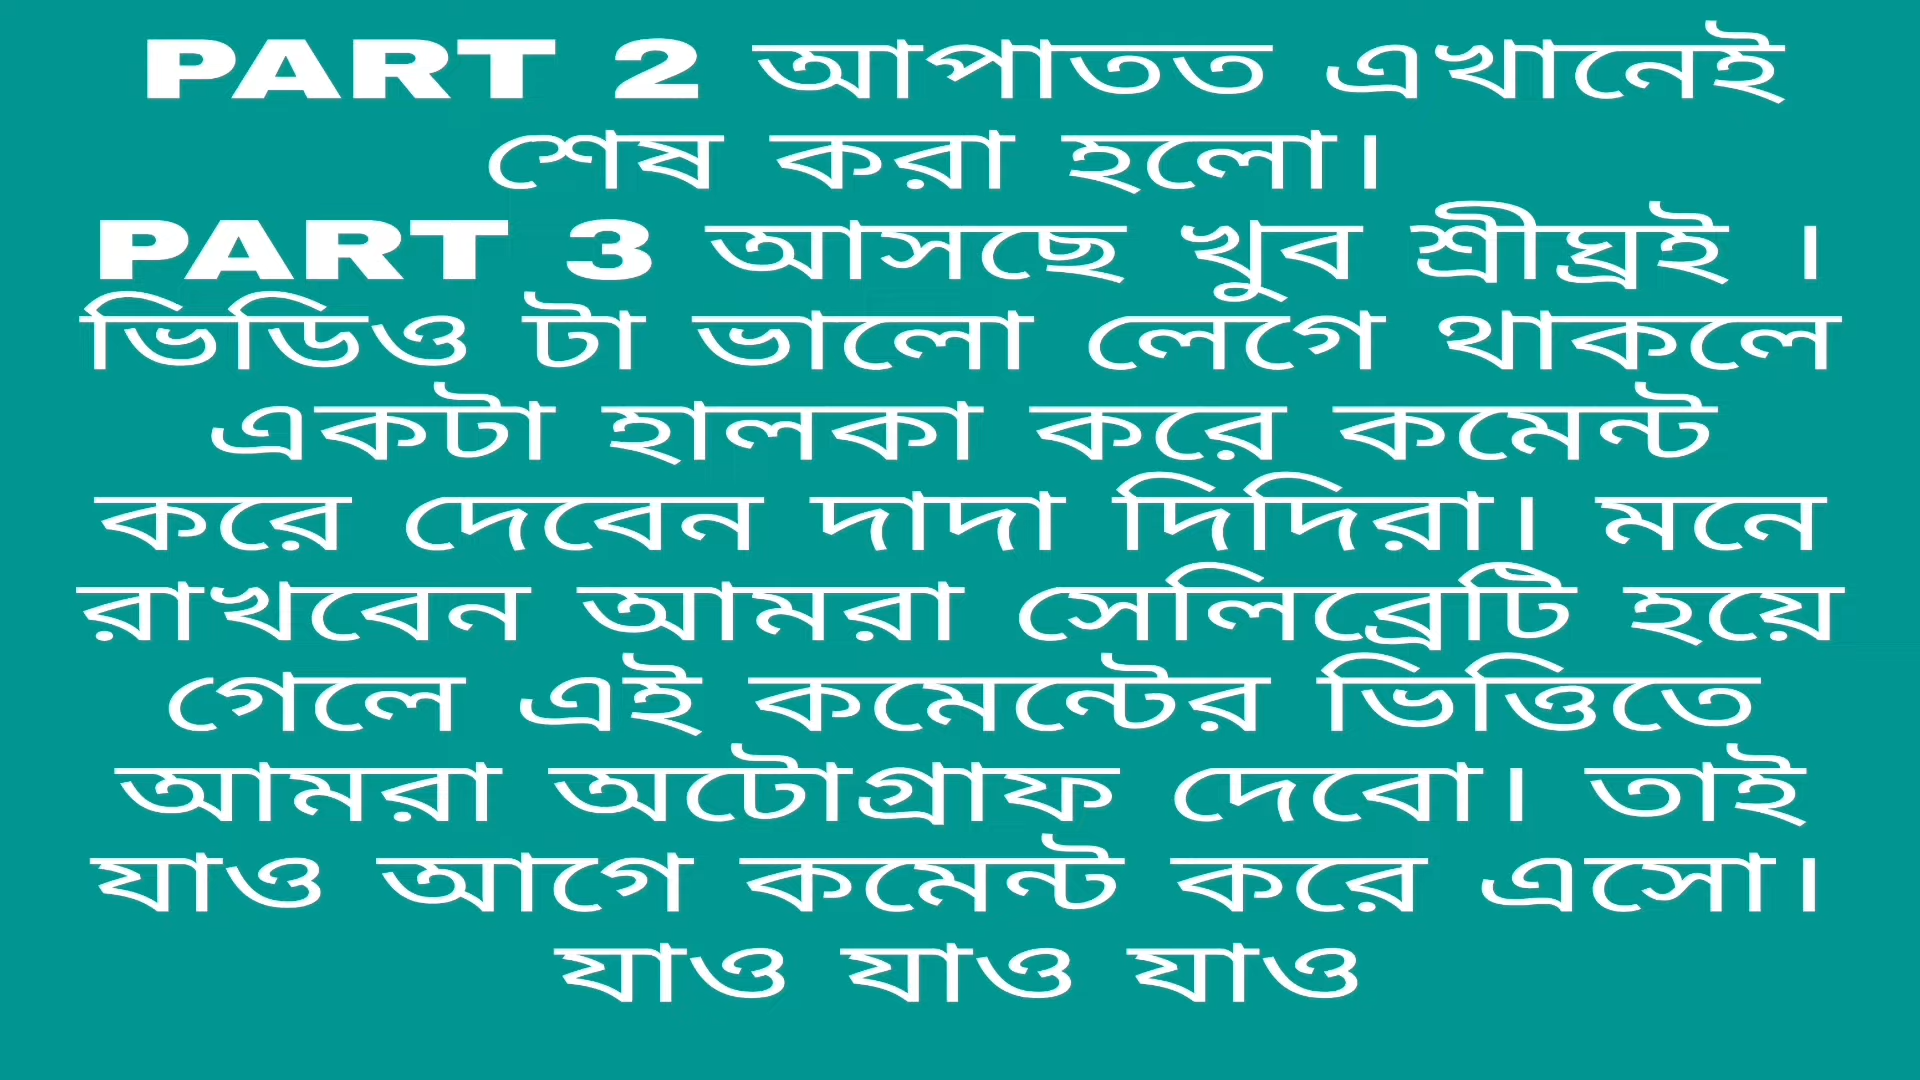 PART 2 আপাতত এখানেই
শেষ করা হলো।
PART 3 আসছে খুব শ্রীঘ্রই ।
ভিডিও টা ভালো লেগে থাকলে
একটা হালকা করে কমেন্ট
করে দেবেন দাদা দিদিরা। মনে
রাখবেন আমরা সেলিব্রেটি হয়ে
গেলে এই কমেন্টের ভিত্তিতে
আমরা অটোগ্রাফ দেবো। তাই
যাও আগে কমেন্ট করে এসো।
যাও যাও যাও